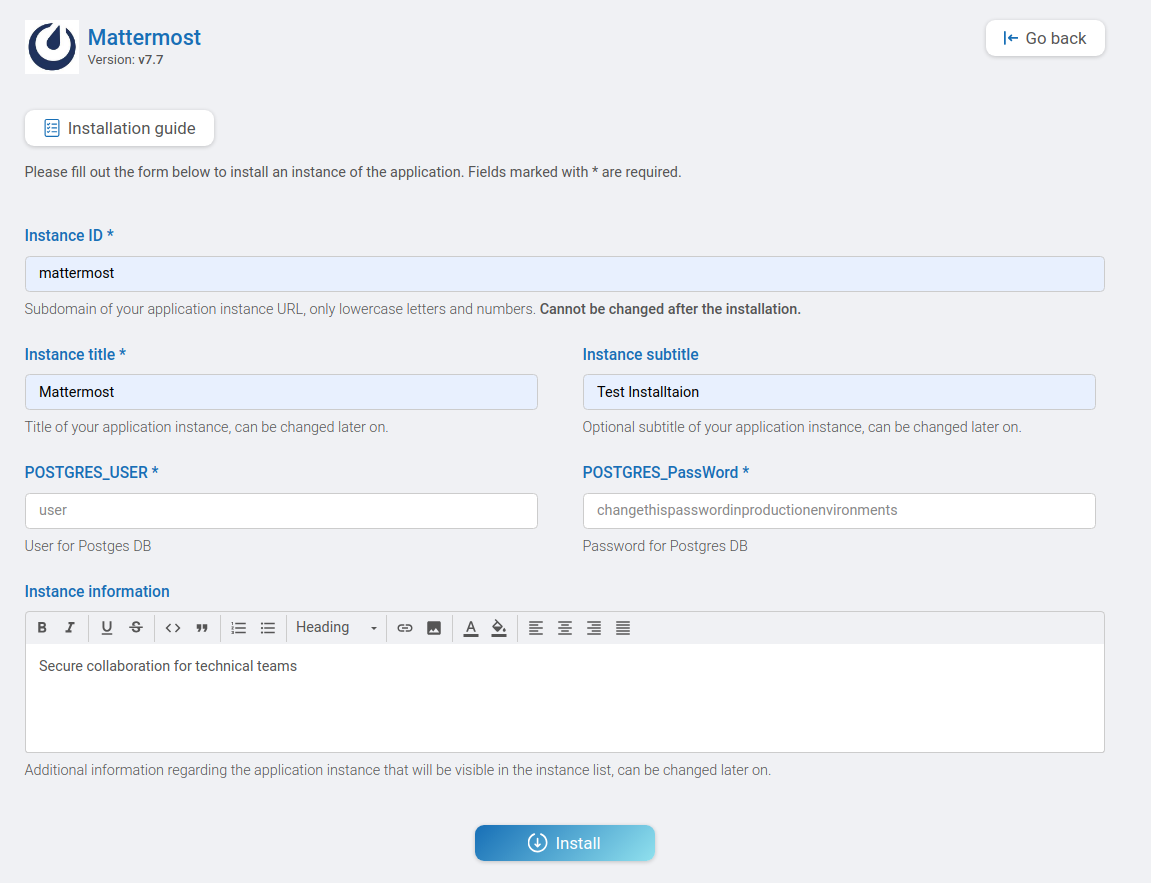 Mattermost
Version: v7.7
Go back
Installation guide
Please fill out the form below to install an instance of the application. Fields marked with * are required.
Instance ID *
mattermost
Subdomain of your application instance URL, only lowercase letters and numbers. Cannot be changed after the installation.
Instance title *
Instance subtitle
Mattermost
Test Installtaion
Title of your application instance, can be changed later on.
Optional subtitle of your application instance, can be changed later on.
POSTGRES_USER *
POSTGRES_PassWord *
user
changethispasswordinproductionenvironments
User for Postges DB
Password for Postgres DB
Instance information
B I U S Heading A
Secure collaboration for technical teams
Additional information regarding the application instance that will be visible in the instance list, can be changed later on.
Install